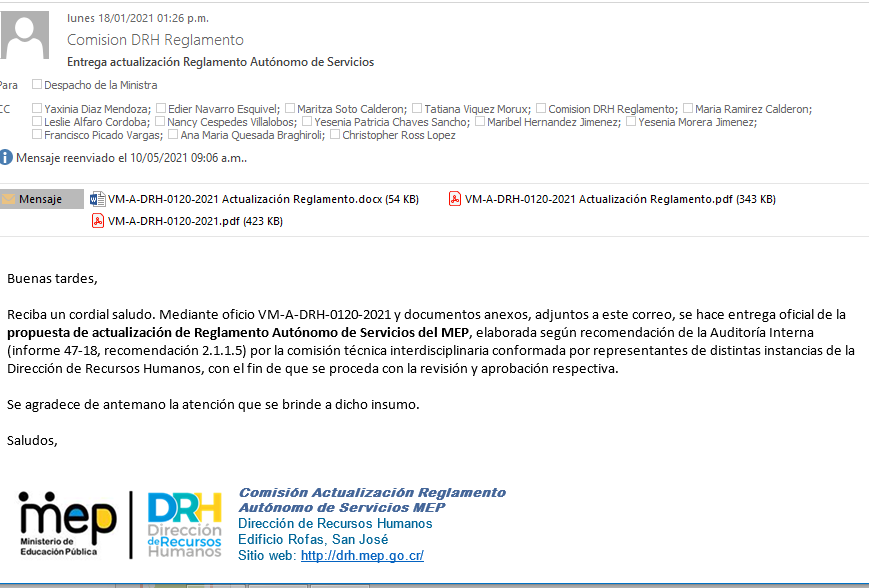 lunes 18/01/2021 01:26 p.m.
Comision DRH Reglamento
Entrega actualización Reglamento Autónomo de Servicios
Para Despacho de la Ministra
CC Yaxinia Diaz Mendoza; Edier Navarro Esquivel; Maritza Soto Calderon; Tatiana Viquez Morux; Comision DRH Reglamento; Maria Ramirez Calderon;
Leslie Alfaro Cordoba; Nancy Cespedes Villalobos; Yesenia Patricia Chaves Sancho; Maribel Hernandez Jimenez; Yesenia Morera Jimenez;
Francisco Picado Vargas; Ana Maria Quesada Braghiroli; Christopher Ross Lopez
Mensaje reenviado el 10/05/2021 09:06 a.m..
Mensaje VM-A-DRH-0120-2021 Actualización Reglamento.docx (54 KB) VM-A-DRH-0120-2021 Actualización Reglamento.pdf (343 KB)
VM-A-DRH-0120-2021.pdf (423 KB)
Buenas tardes,
Reciba un cordial saludo. Mediante oficio VM-A-DRH-0120-2021 y documentos anexos, adjuntos a este correo, se hace entrega oficial de la
propuesta de actualización de Reglamento Autónomo de Servicios del MEP, elaborada según recomendación de la Auditoría Interna
(informe 47-18, recomendación 2.1.1.5) por la comisión técnica interdisciplinaria conformada por representantes de distintas instancias de la
Dirección de Recursos Humanos, con el fin de que se proceda con la revisión y aprobación respectiva.
Se agradece de antemano la atención que se brinde a dicho insumo.
Saludos,
mep
Ministerio de
Educación Pública
DRH
Dirección
de Recursos
Humanos
Comisión Actualización Reglamento
Autónomo de Servicios MEP
Dirección de Recursos Humanos
Edificio Rofas, San José
Sitio web: http://drh.mep.go.cr/